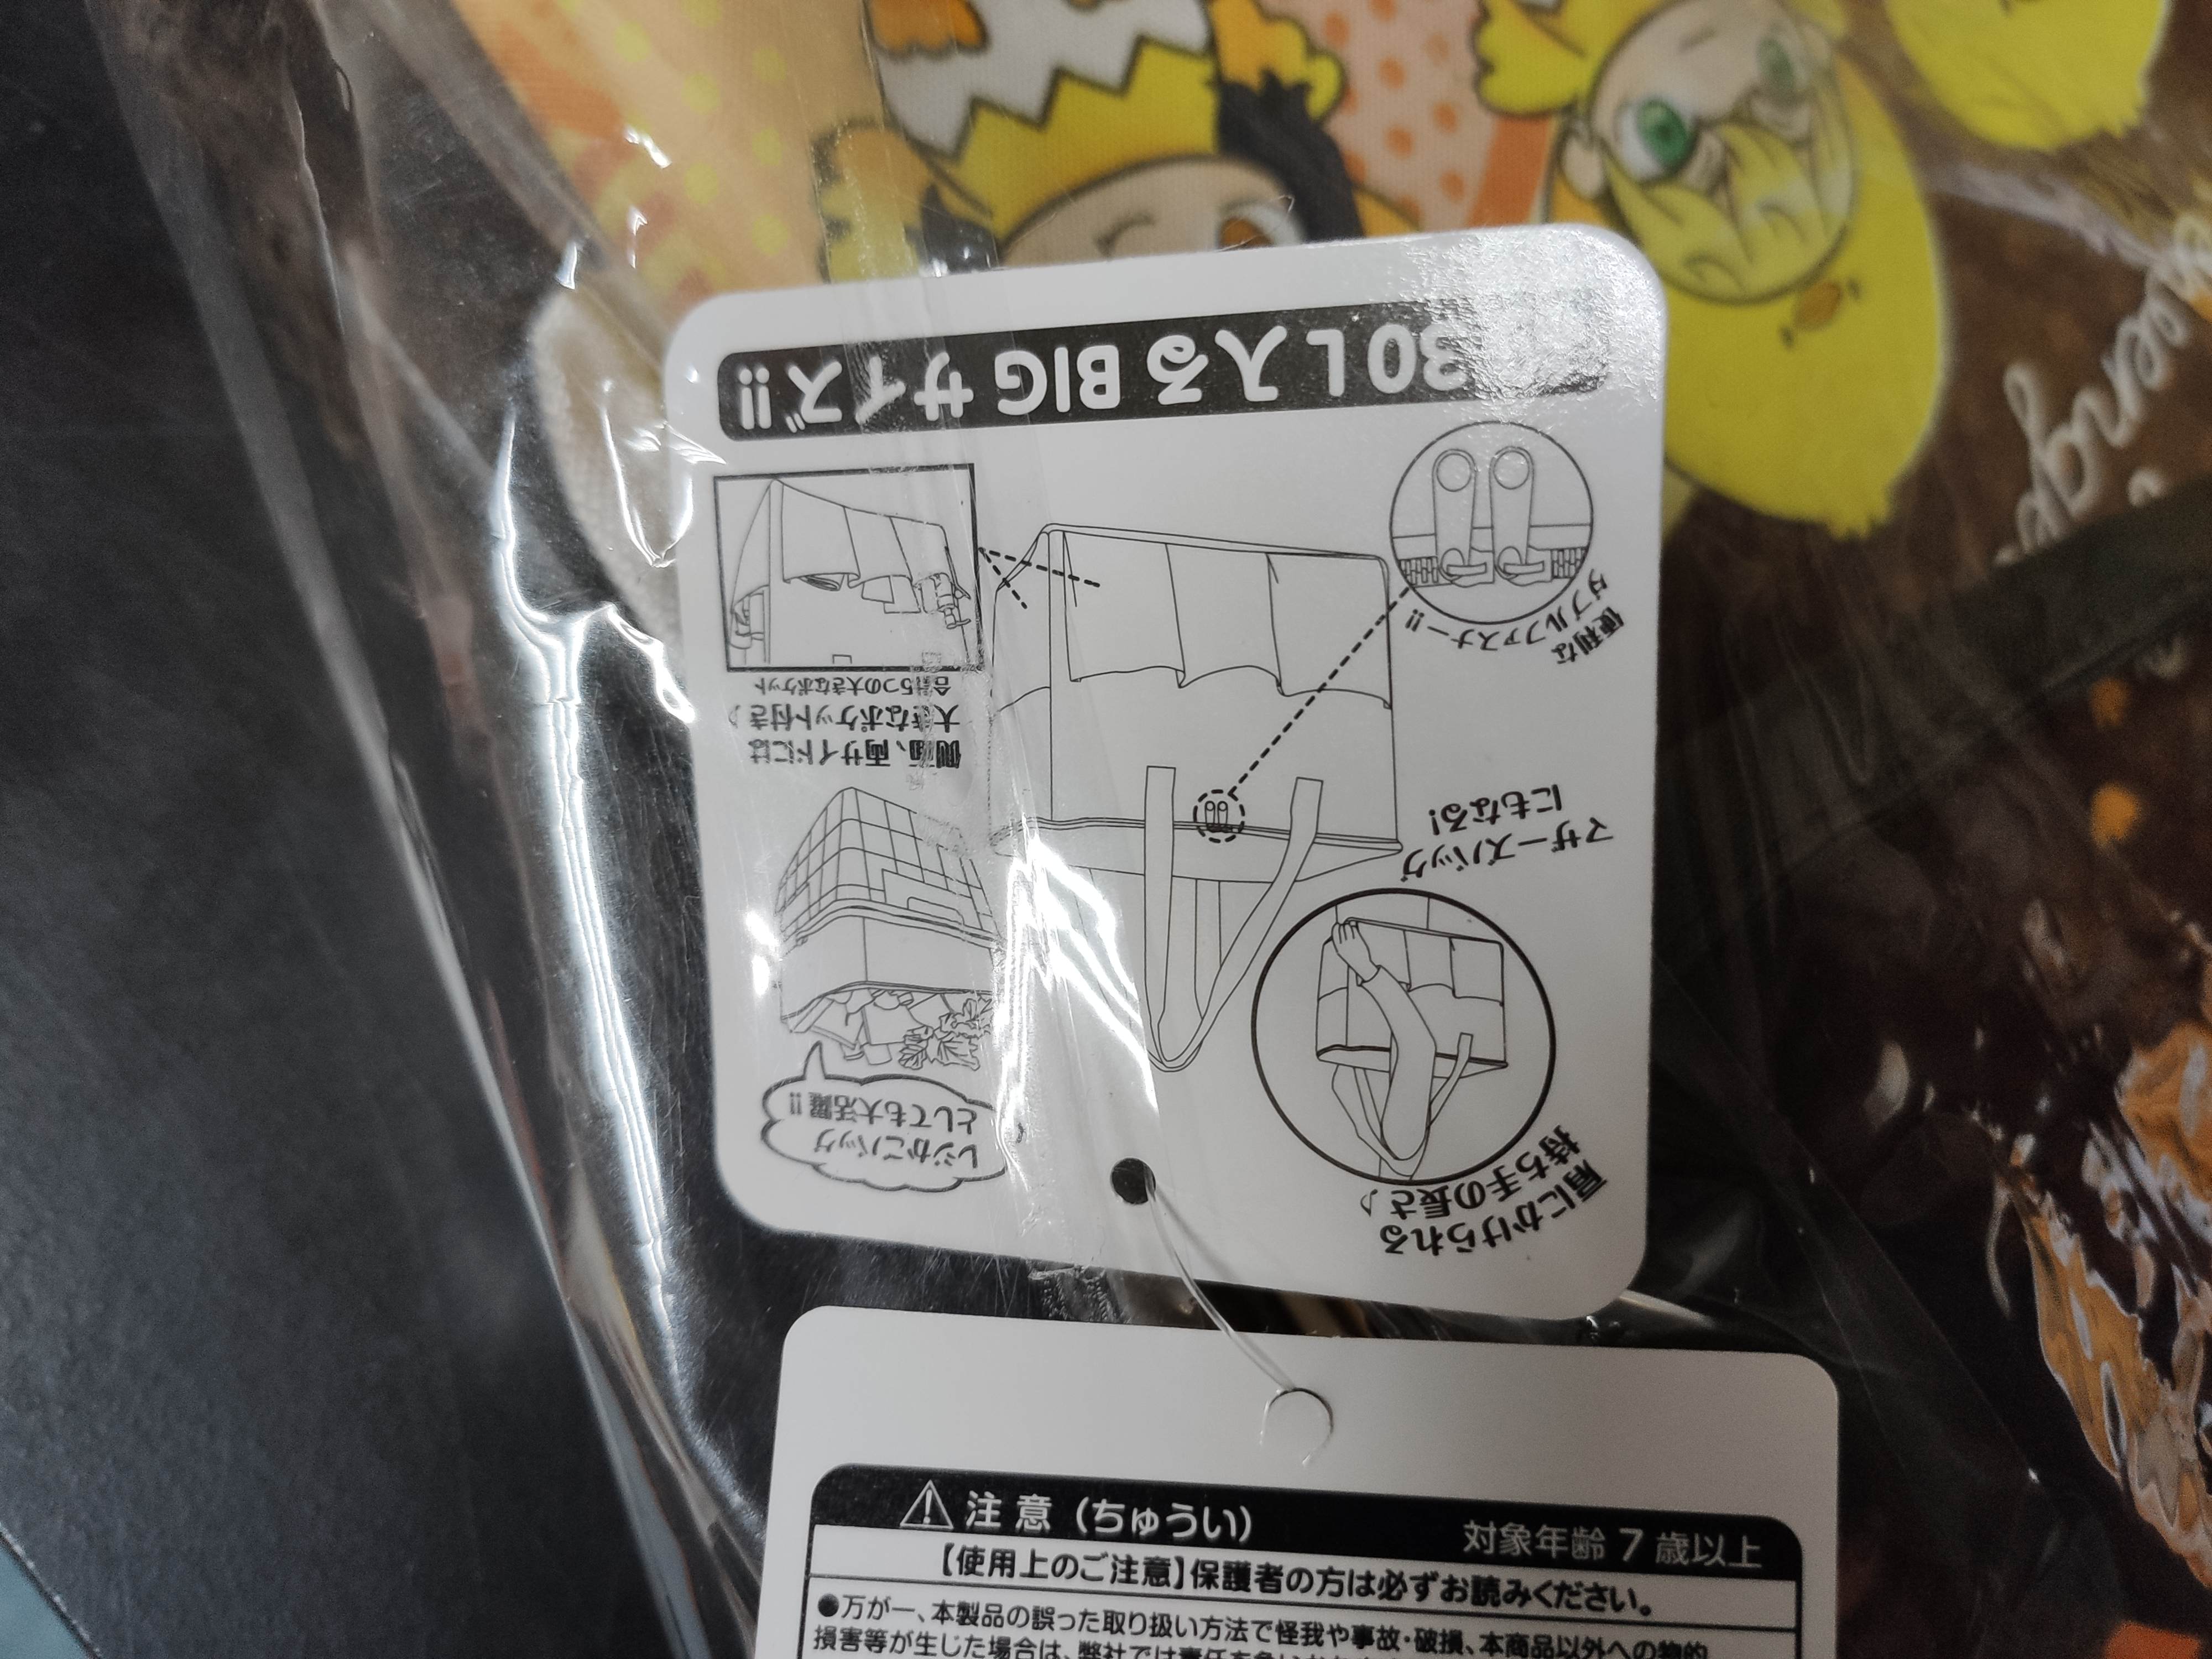 30L入るBIGサイズ!!
肩にかけられる
持ち手の長さ♪
レジかごバッグ
としても大活躍!!
マザーズバッグ
にもなる!
側面、両サイドには
大きなポケット付き♪
合計5つの大きなポケット
便利な
ダブルファスナー!!
注意（ちゅうい）
対象年齢7歳以上
【使用上のご注意】保護者の方は必ずお読みください。
●万が一、本製品の誤った取り扱い方法で怪我や事故・破損、本商品以外への物的
損害等が生じた場合は、弊社では責任を負い
venge